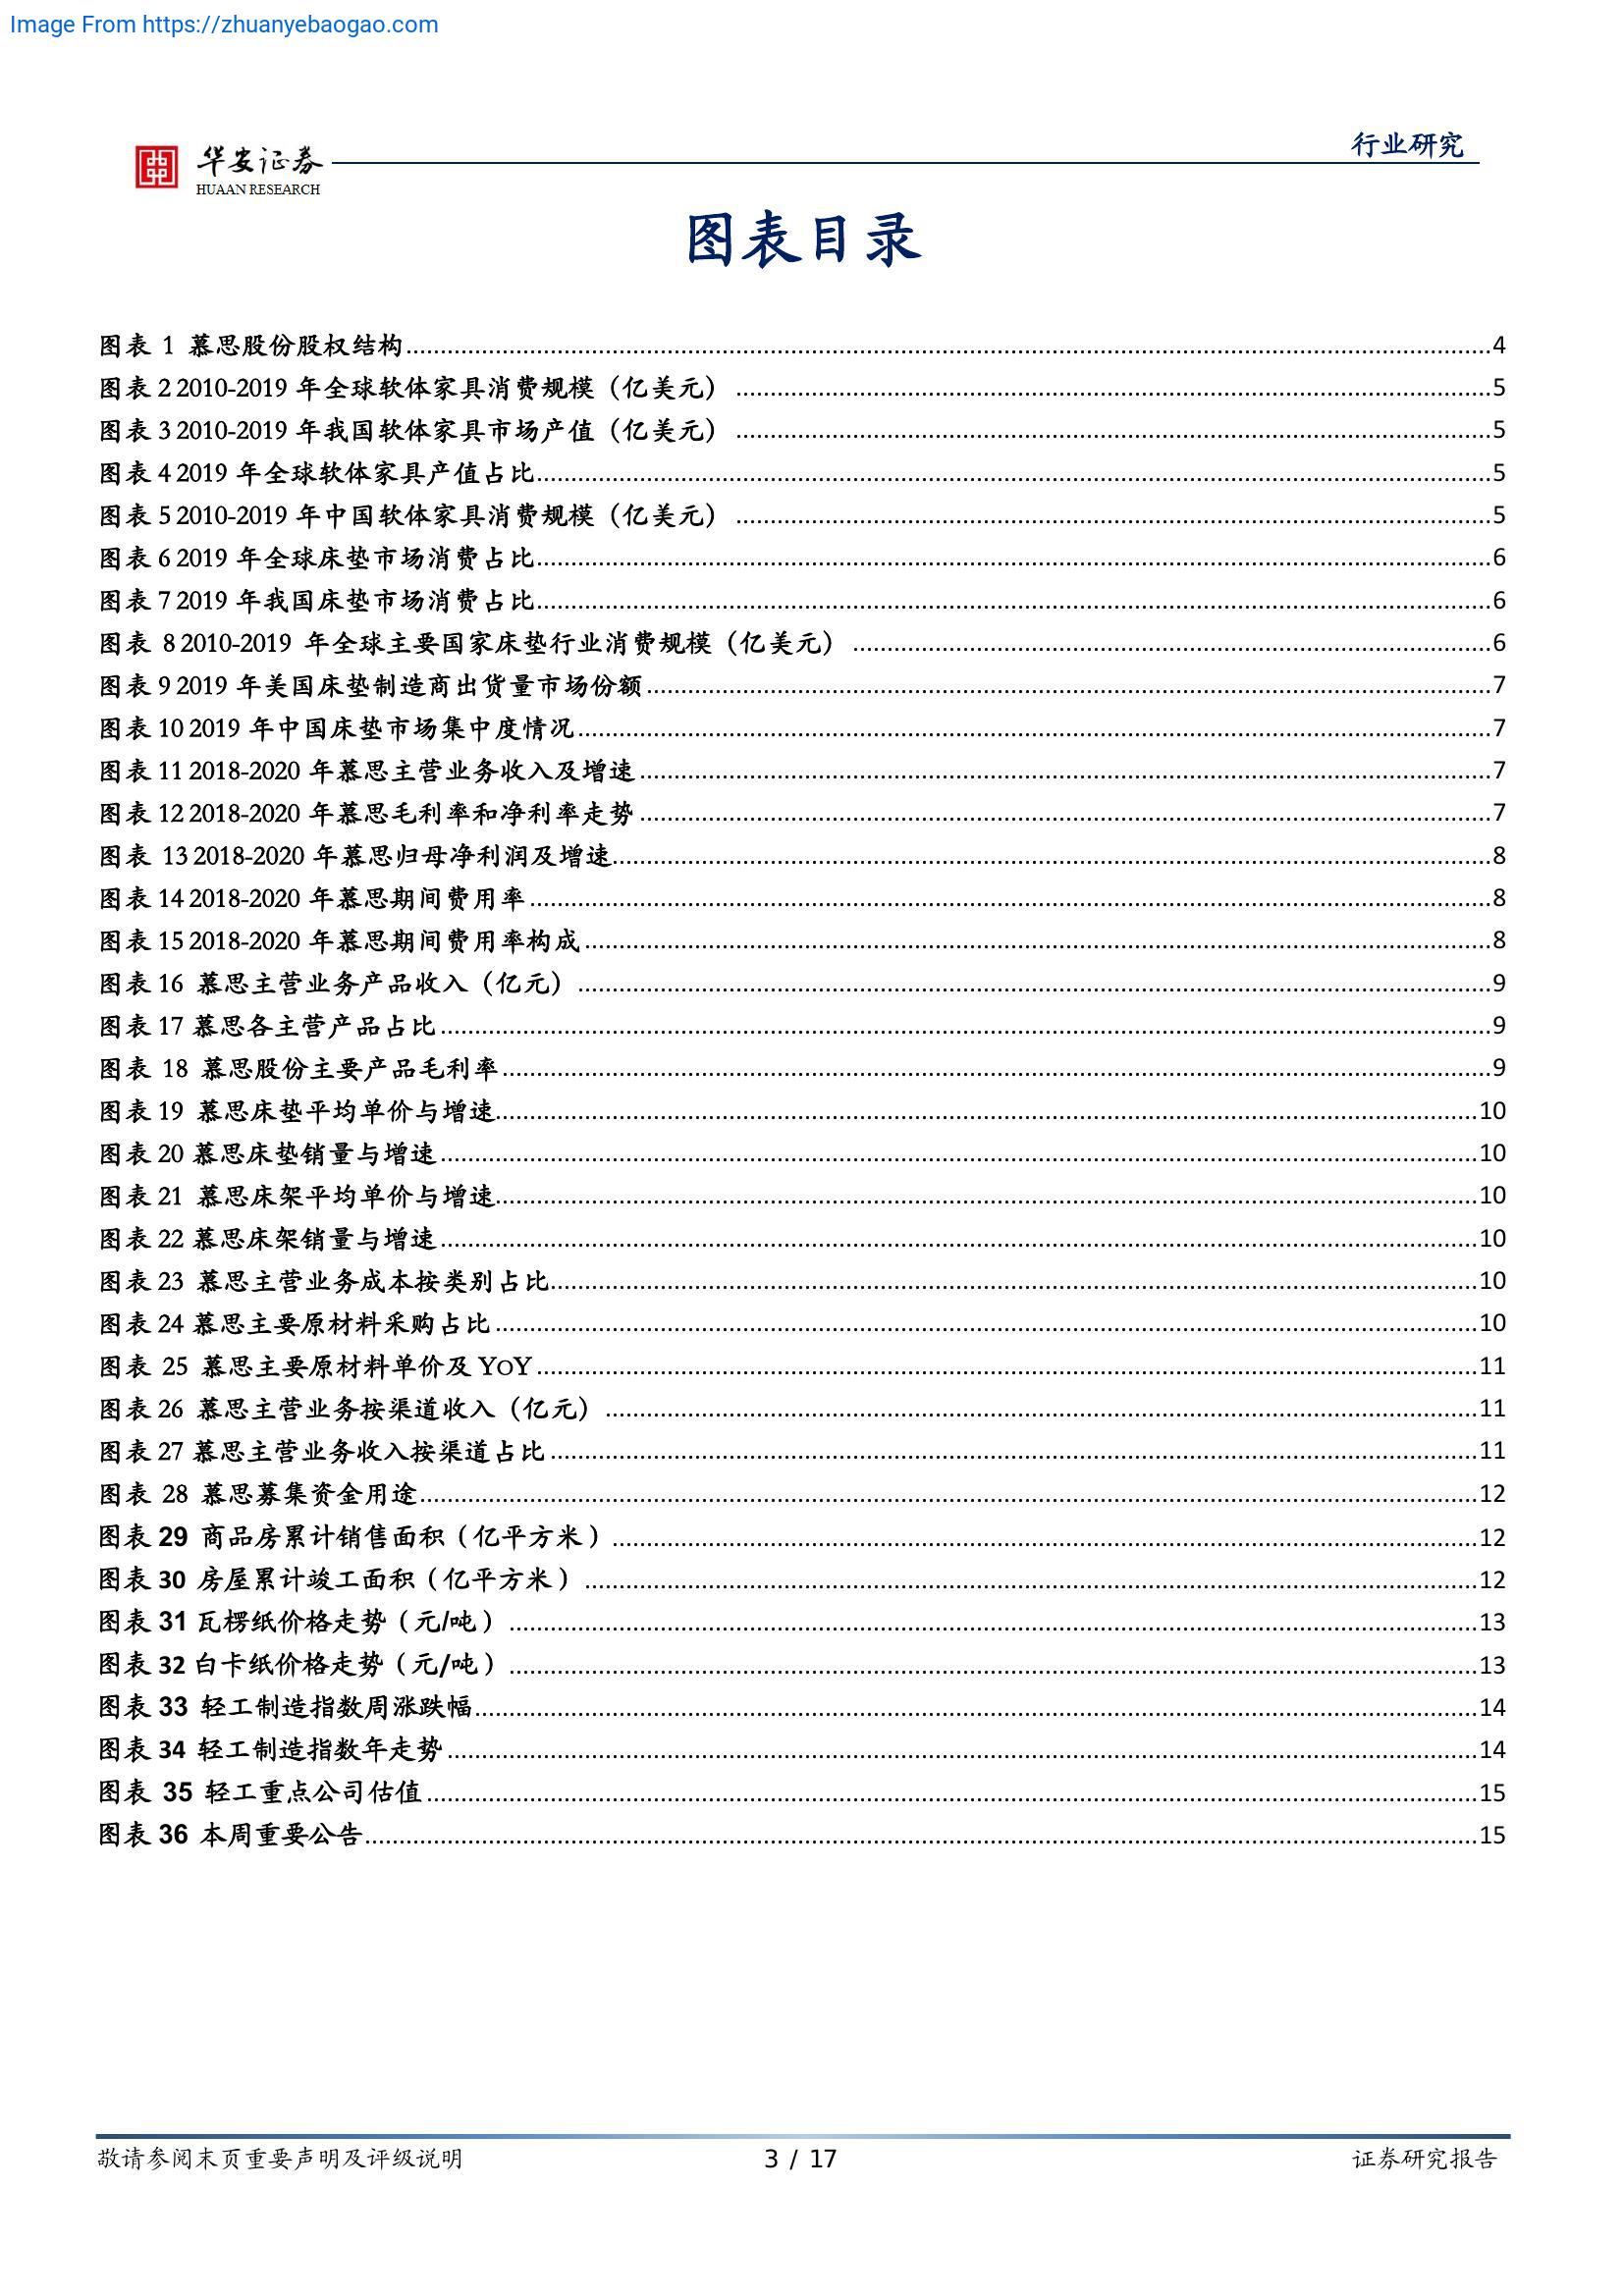 Image From https://zhuanyebaogao.com
华安证券
HUAAN RESEARCH
行业研究
图表目录
图表 1 慕思股份股权结构 4
图表 2 2010-2019 年全球软体家具消费规模（亿美元） 5
图表 3 2010-2019 年我国软体家具市场产值（亿美元） 5
图表 4 2019 年全球软体家具产值占比 5
图表 5 2010-2019 年中国软体家具消费规模（亿美元） 5
图表 6 2019 年全球床垫市场消费占比 6
图表 7 2019 年我国床垫市场消费占比 6
图表 8 2010-2019 年全球主要国家床垫行业消费规模（亿美元） 6
图表 9 2019 年美国床垫制造商出货量市场份额 7
图表 10 2019 年中国床垫市场集中度情况 7
图表 11 2018-2020 年慕思主营业务收入及增速 7
图表 12 2018-2020 年慕思毛利率和净利率走势 7
图表 13 2018-2020 年慕思归母净利润及增速 8
图表 14 2018-2020 年慕思期间费用率 8
图表 15 2018-2020 年慕思期间费用率构成 8
图表 16 慕思主营业务产品收入（亿元） 9
图表 17 慕思各主营产品占比 9
图表 18 慕思股份主要产品毛利率 9
图表 19 慕思床垫平均单价与增速 10
图表 20 慕思床垫销量与增速 10
图表 21 慕思床架平均单价与增速 10
图表 22 慕思床架销量与增速 10
图表 23 慕思主营业务成本按类别占比 10
图表 24 慕思主要原材料采购占比 10
图表 25 慕思主要原材料单价及 YOY 11
图表 26 慕思主营业务按渠道收入（亿元） 11
图表 27 慕思主营业务收入按渠道占比 11
图表 28 慕思募集资金用途 12
图表 29 商品房累计销售面积（亿平方米） 12
图表 30 房屋累计竣工面积（亿平方米） 12
图表 31 瓦楞纸价格走势（元/吨） 13
图表 32 白卡纸价格走势（元/吨） 13
图表 33 轻工制造指数周涨跌幅 14
图表 34 轻工制造指数年走势 14
图表 35 轻工重点公司估值 15
图表 36 本周重要公告 15
敬请参阅末页重要声明及评级说明 3 / 17 证券研究报告